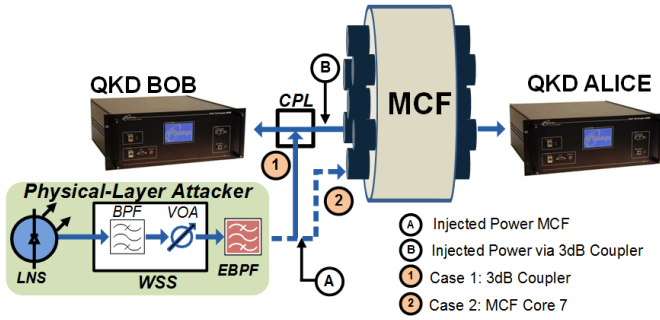 B
QKD BOB
CPL
MCF
QKD ALICE
1
2
Physical-Layer Attacker
BPF
VOA
LNS
WSS
EBPF
A
A Injected Power MCF
B Injected Power via 3dB Coupler
1 Case 1: 3dB Coupler
2 Case 2: MCF Core 7